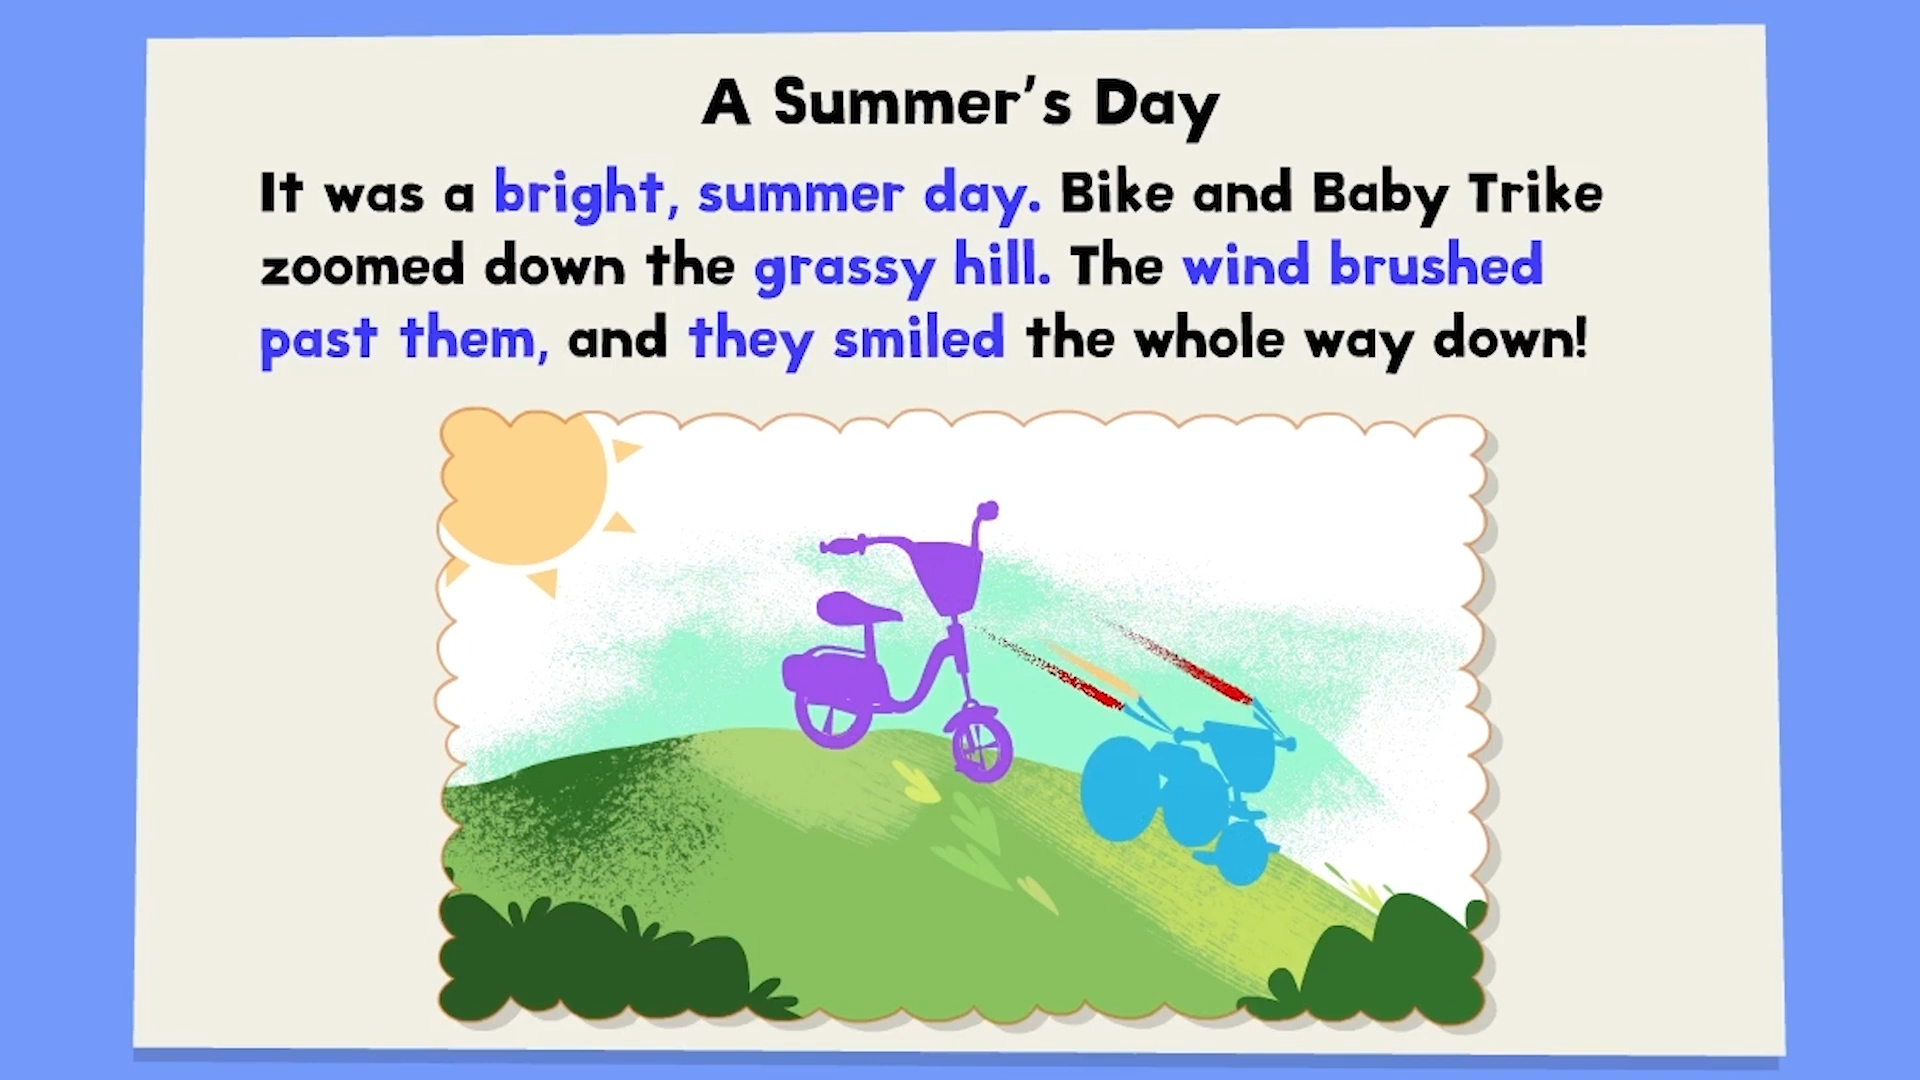 A Summer's Day
It was a bright, summer day. Bike and Baby Trike
zoomed down the grassy hill. The wind brushed
past them, and they smiled the whole way down!